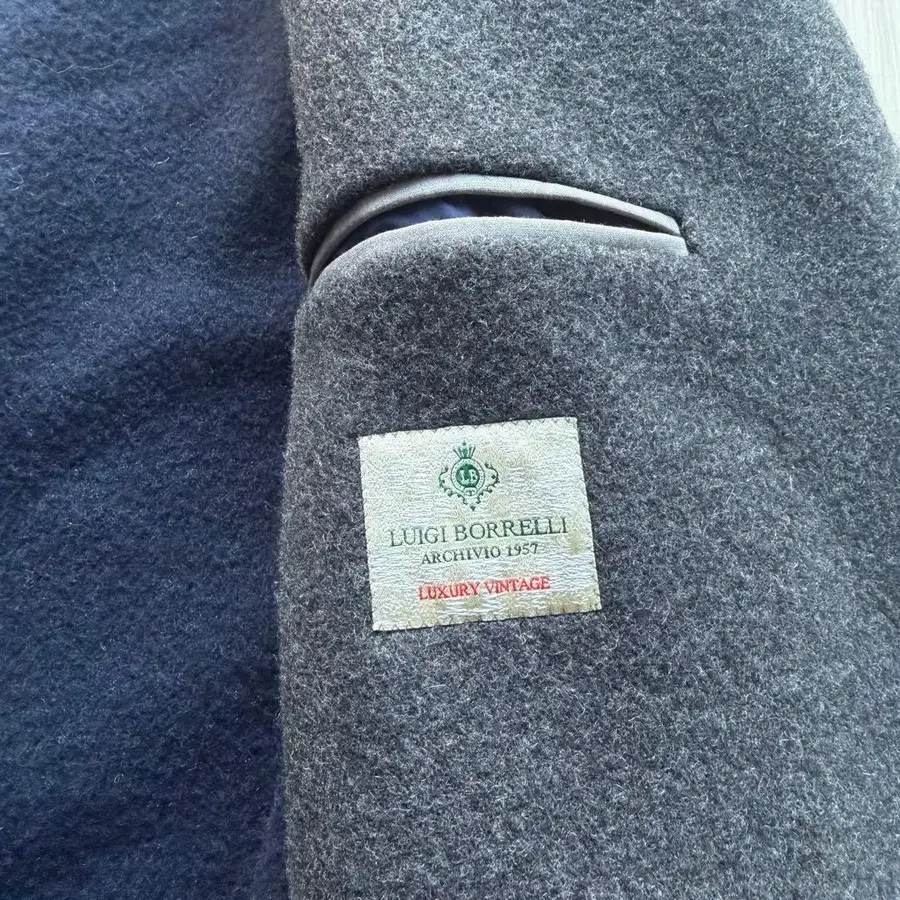 LB
LUIGI BORRELLI
ARCHIVIO 1957
LUXURY VINTAGE